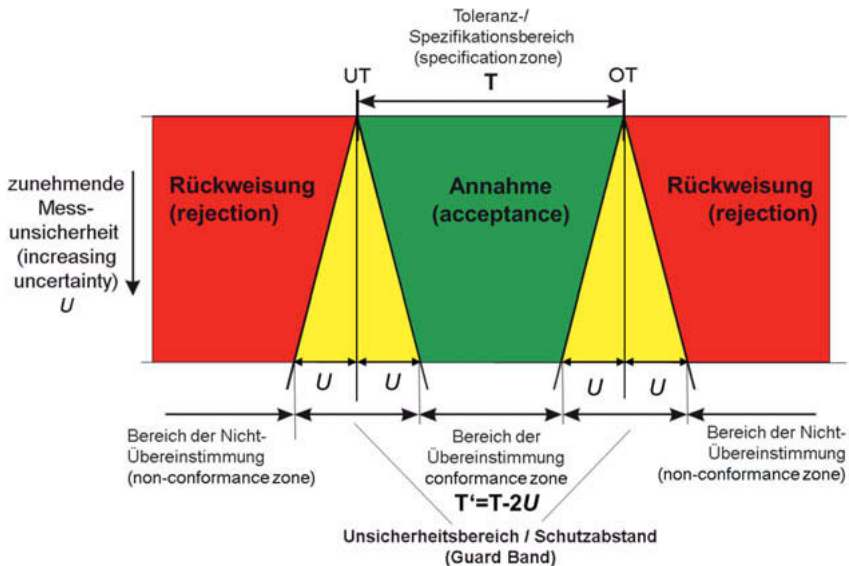 Toleranz-/
Spezifikationsbereich
(specification zone)
UT
T
OT
zunehmende
Mess-
unsicherheit
(increasing
uncertainty)
U
Rückweisung
(rejection)
Annahme
(acceptance)
Rückweisung
(rejection)
U
U
U
U
Bereich der Nicht-
Übereinstimmung
(non-conformance zone)
Bereich der
Übereinstimmung
conformance zone
T'=T-2U
Bereich der Nicht-
Übereinstimmung
(non-conformance zone)
Unsicherheitsbereich / Schutzabstand
(Guard Band)